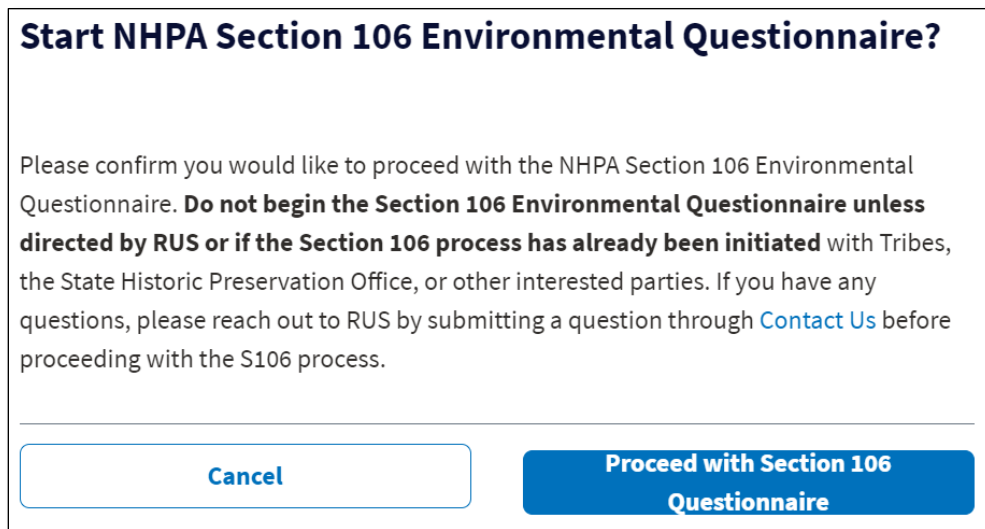 Start NHPA Section 106 Environmental Questionnaire?
Please confirm you would like to proceed with the NHPA Section 106 Environmental
Questionnaire. Do not begin the Section 106 Environmental Questionnaire unless
directed by RUS or if the Section 106 process has already been initiated with Tribes,
the State Historic Preservation Office, or other interested parties. If you have any
questions, please reach out to RUS by submitting a question through Contact Us before
proceeding with the S106 process.
Cancel
Proceed with Section 106
Questionnaire